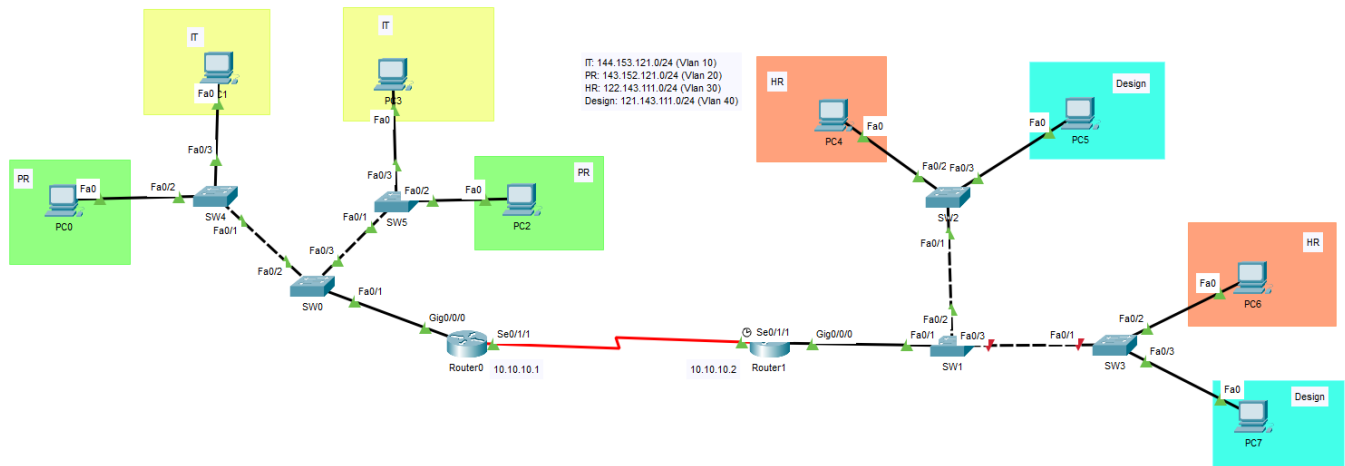 IT
IT
IT: 144.153.121.0/24 (Vlan 10)
PR: 143.152.121.0/24 (Vlan 20)
HR: 122.143.111.0/24 (Vlan 30)
Design: 121.143.111.0/24 (Vlan 40)
HR
Design
Fa0
C1
PC3
Fa0
Fa0
PC4
Fa0
PC5
Fa0/3
PR
Fa0
PC0
Fa0/2
SW4
Fa0/1
Fa0/3
Fa0/2
Fa0/1
SW5
Fa0
PC2
PR
Fa0/2
Fa0/3
SW2
Fa0/1
Fa0/3
Fa0/2
SW0
Fa0/1
HR
Fa0
PC6
Gig0/0/0
Se0/1/1
Router0
10.10.10.1
Se0/1/1
Gig0/0/0
10.10.10.2
Router1
Fa0/2
Fa0/1
Fa0/3
SW1
Fa0/1
Fa0/2
SW3
Fa0/3
Fa0
PC7
Design